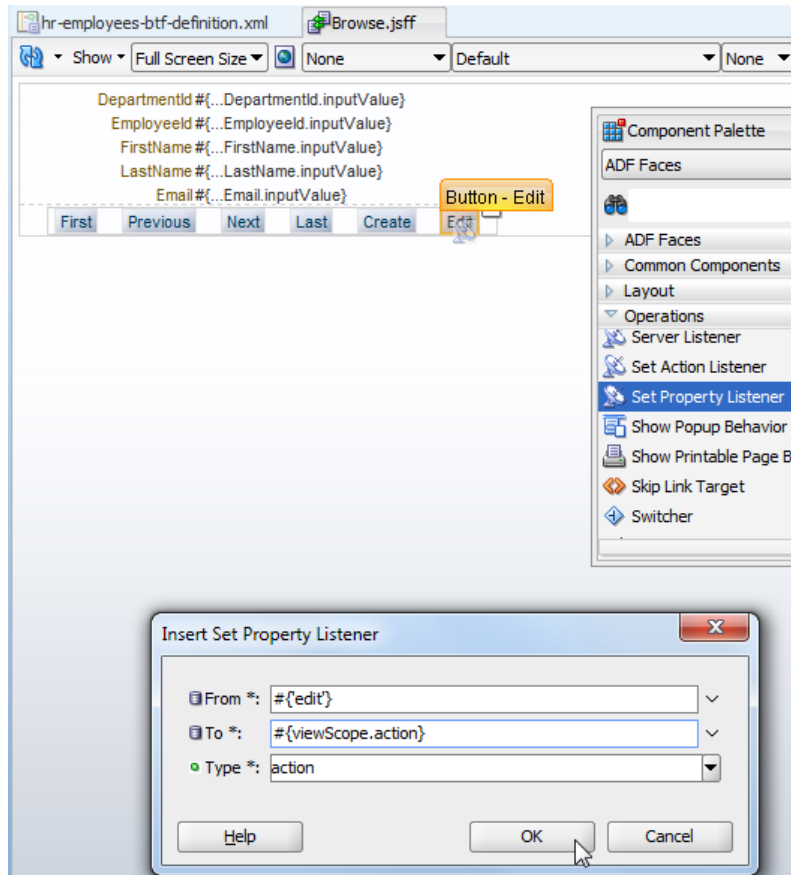 hr-employees-btf-definition.xml Browse.jsff
Show Full Screen Size None Default None
DepartmentId #{...DepartmentId.inputValue}
EmployeeId #{...EmployeeId.inputValue}
FirstName #{...FirstName.inputValue}
LastName #{...LastName.inputValue}
Email #{...Email.inputValue}
Button - Edit
First Previous Next Last Create Edit
Component Palette
ADF Faces
ADF Faces
Common Components
Layout
Operations
Server Listener
Set Action Listener
Set Property Listener
Show Popup Behavior
Show Printable Page B
Skip Link Target
Switcher
Insert Set Property Listener
From *: #{'edit'}
To *: #{viewScope.action}
Type *: action
Help OK Cancel